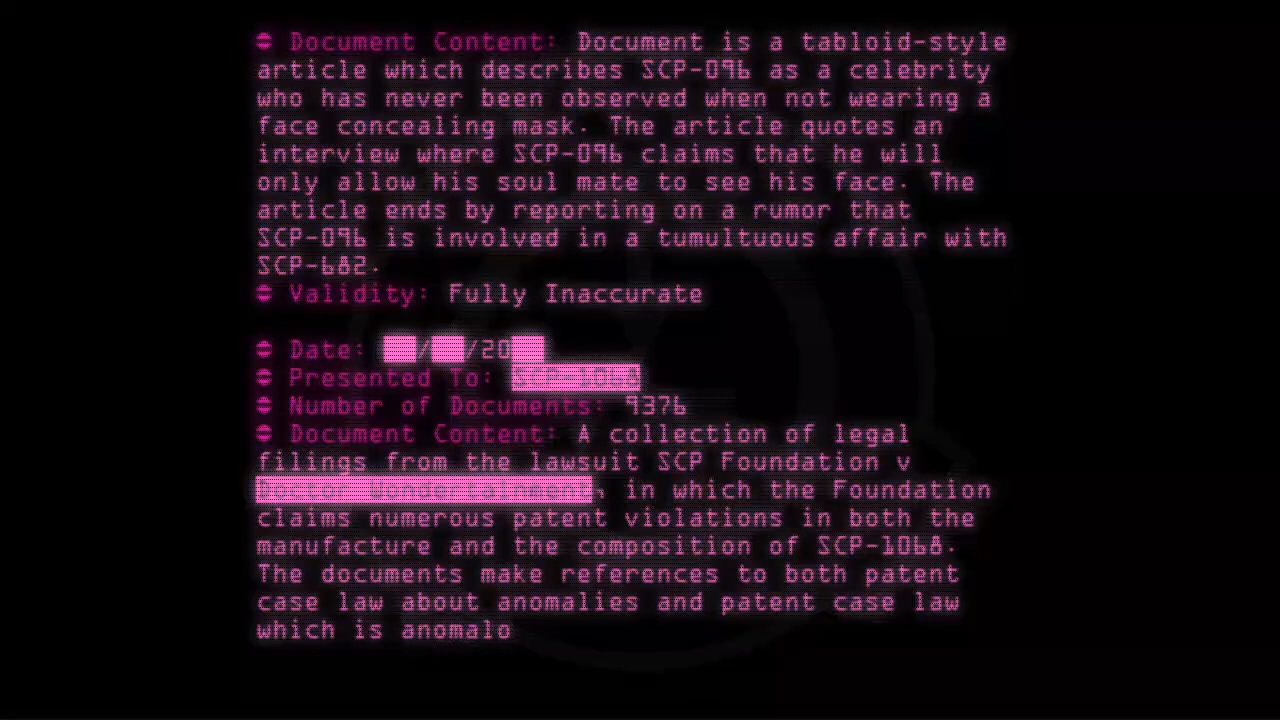 Document Content: Document is a tabloid-style
article which describes SCP-096 as a celebrity
who has never been observed when not wearing a
face concealing mask. The article quotes an
interview where SCP-096 claims that he will
only allow his soul mate to see his face. The
article ends by reporting on a rumor that
SCP-096 is involved in a tumultuous affair with
SCP-682.
Validity: Fully Inaccurate
Date: ██/██/20██
Presented To: SCP-1068
Number of Documents: 9376
Document Content: A collection of legal
filings from the lawsuit SCP Foundation v
Doctor Wondertainment, in which the Foundation
claims numerous patent violations in both the
manufacture and the composition of SCP-1068.
The documents make references to both patent
case law about anomalies and patent case law
which is anomalo